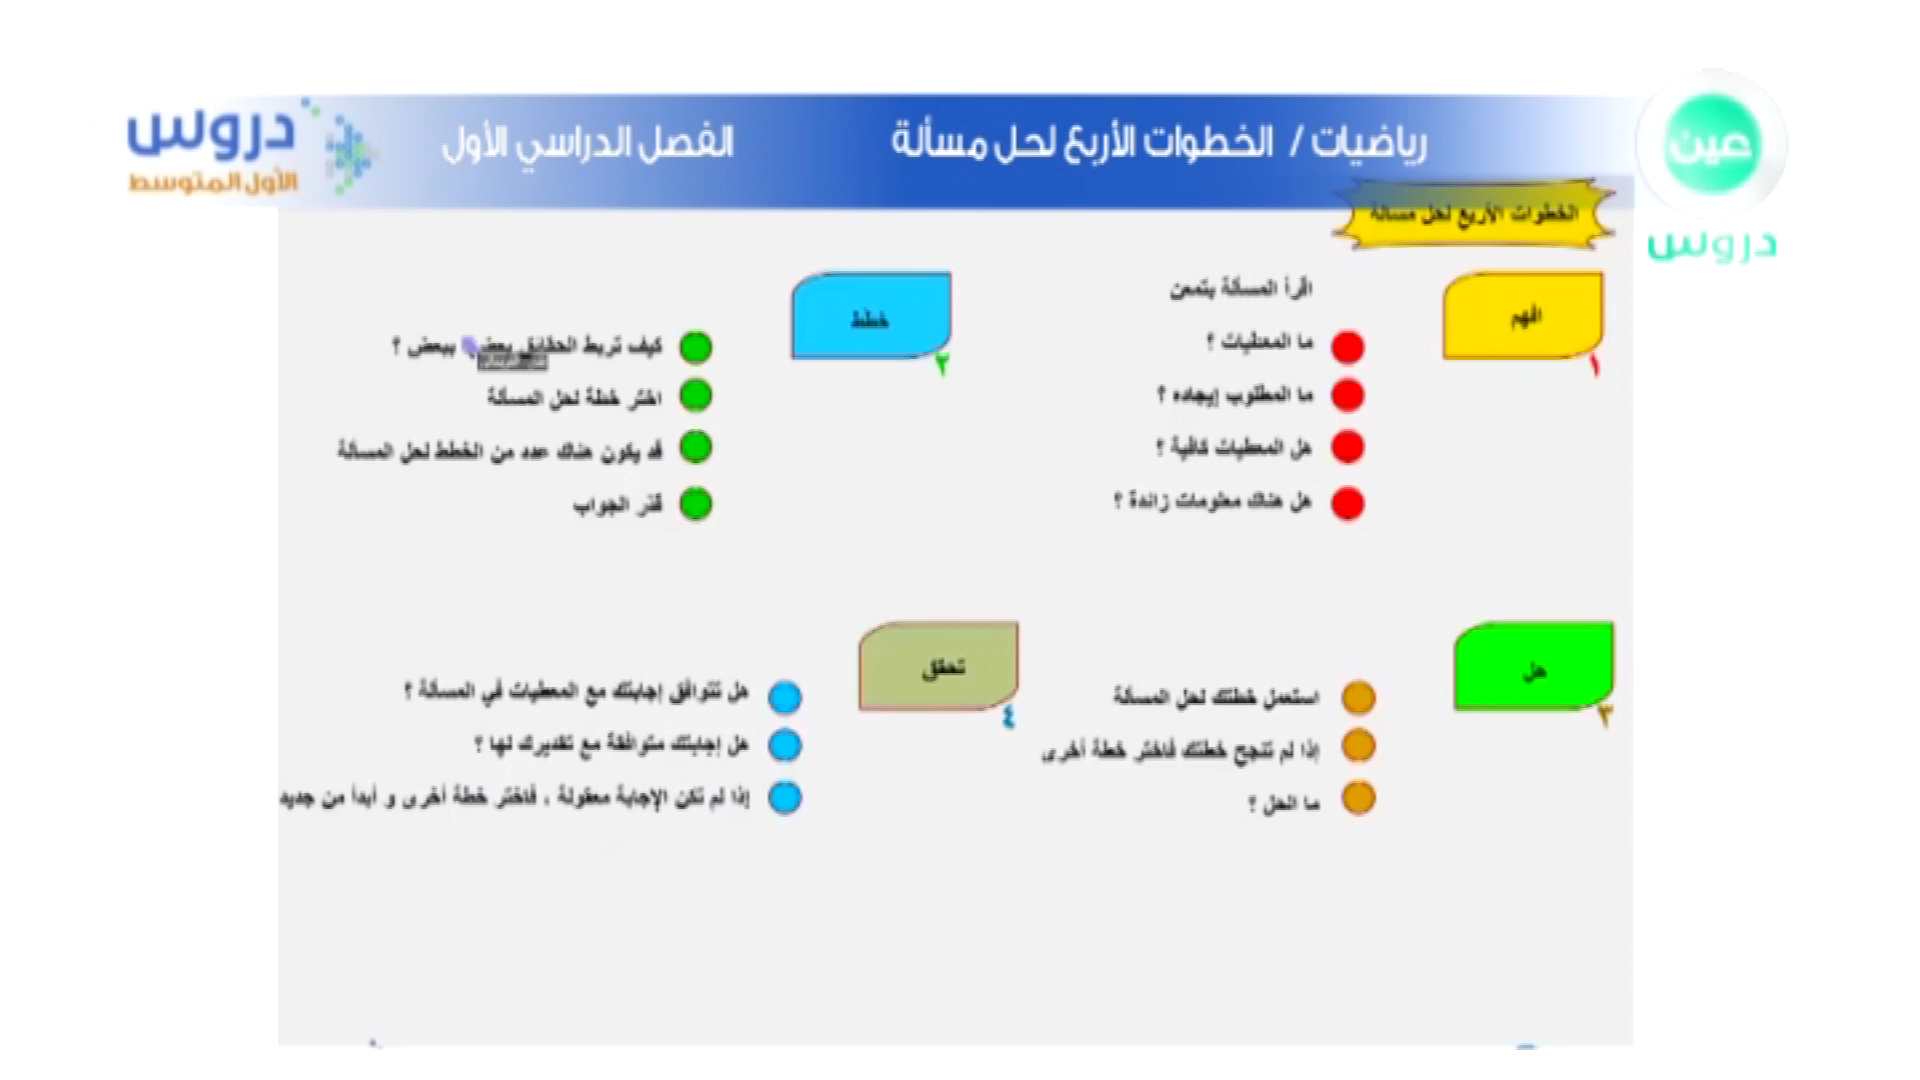 دروس
الأول المتوسط
رياضيات / الخطوات الأربع لحل مسألة
الفصل الدراسي الأول
عين
دروس
الخطوات الأربع لحل مسألة
افهم
١
اقرأ المسألة بتمعن
ما المعطيات ؟
ما المطلوب إيجاده ؟
هل المعطيات كافية ؟
هل هناك معلومات زائدة ؟
خطط
٢
كيف تربط الحقائق بعضها ببعض ؟
اختر خطة لحل المسألة
قد يكون هناك عدد من الخطط لحل المسألة
قدّر الجواب
حل
٣
استعمل خطتك لحل المسألة
إذا لم تنجح خطتك فاختر خطة أخرى
ما الحل ؟
تحقق
٤
هل تتوافق إجابتك مع المعطيات في المسألة ؟
هل إجابتك متوافقة مع تقديرك لها ؟
إذا لم تكن الإجابة معقولة ، فاختر خطة أخرى و أبدأ من جديد